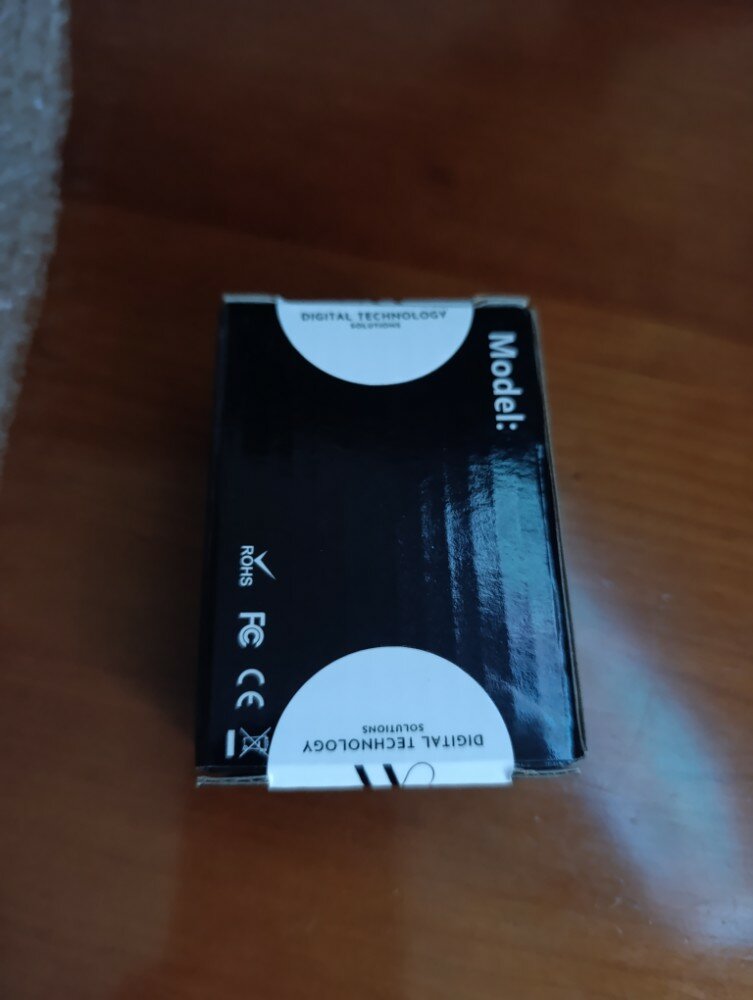 DIGITAL TECHNOLOGY
SOLUTIONS
Model:
ROHS
FC
CE
DIGITAL TECHNOLOGY
SOLUTIONS